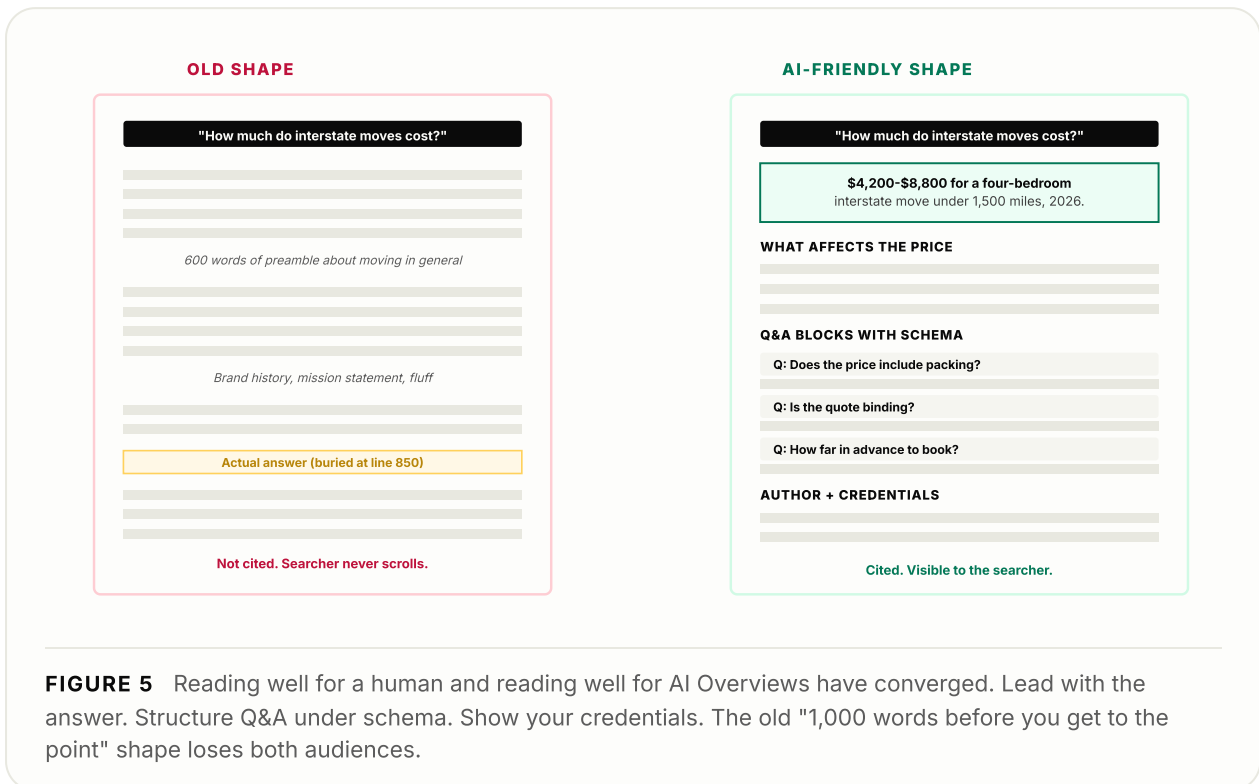 OLD SHAPE
"How much do interstate moves cost?"
600 words of preamble about moving in general
Brand history, mission statement, fluff
Actual answer (buried at line 850)
Not cited. Searcher never scrolls.
AI-FRIENDLY SHAPE
"How much do interstate moves cost?"
$4,200-$8,800 for a four-bedroom
interstate move under 1,500 miles, 2026.
WHAT AFFECTS THE PRICE
Q&A BLOCKS WITH SCHEMA
Q: Does the price include packing?
Q: Is the quote binding?
Q: How far in advance to book?
AUTHOR + CREDENTIALS
Cited. Visible to the searcher.
FIGURE 5 Reading well for a human and reading well for AI Overviews have converged. Lead with the
answer. Structure Q&A under schema. Show your credentials. The old "1,000 words before you get to the
point" shape loses both audiences.